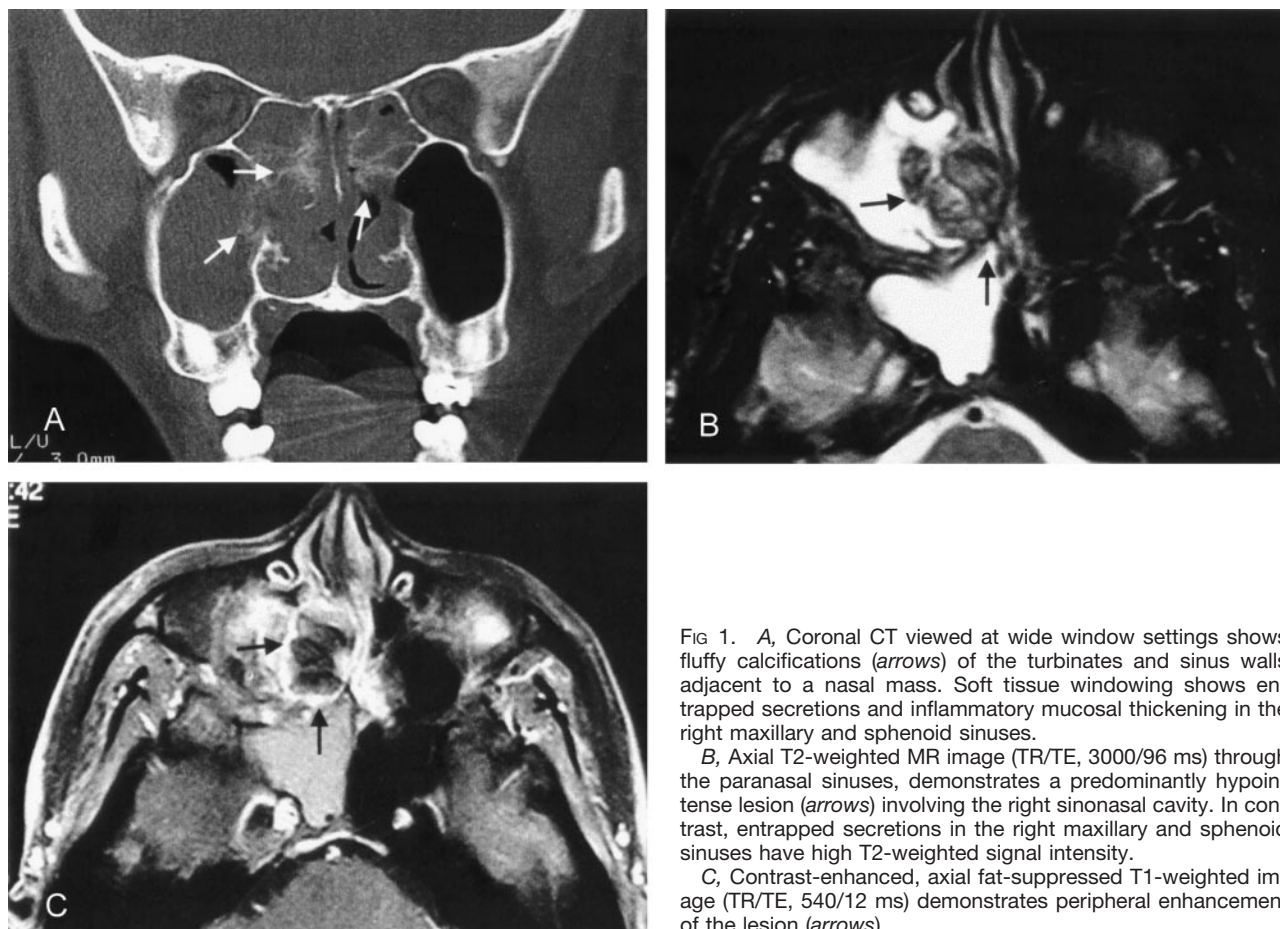 A
L/U
/ 3.0mm
B
:42
E
C
FIG 1. A, Coronal CT viewed at wide window settings shows
fluffy calcifications (arrows) of the turbinates and sinus walls
adjacent to a nasal mass. Soft tissue windowing shows en-
trapped secretions and inflammatory mucosal thickening in the
right maxillary and sphenoid sinuses.
B, Axial T2-weighted MR image (TR/TE, 3000/96 ms) through
the paranasal sinuses, demonstrates a predominantly hypoin-
tense lesion (arrows) involving the right sinonasal cavity. In con-
trast, entrapped secretions in the right maxillary and sphenoid
sinuses have high T2-weighted signal intensity.
C, Contrast-enhanced, axial fat-suppressed T1-weighted im-
age (TR/TE, 540/12 ms) demonstrates peripheral enhancement
of the lesion (arrows).